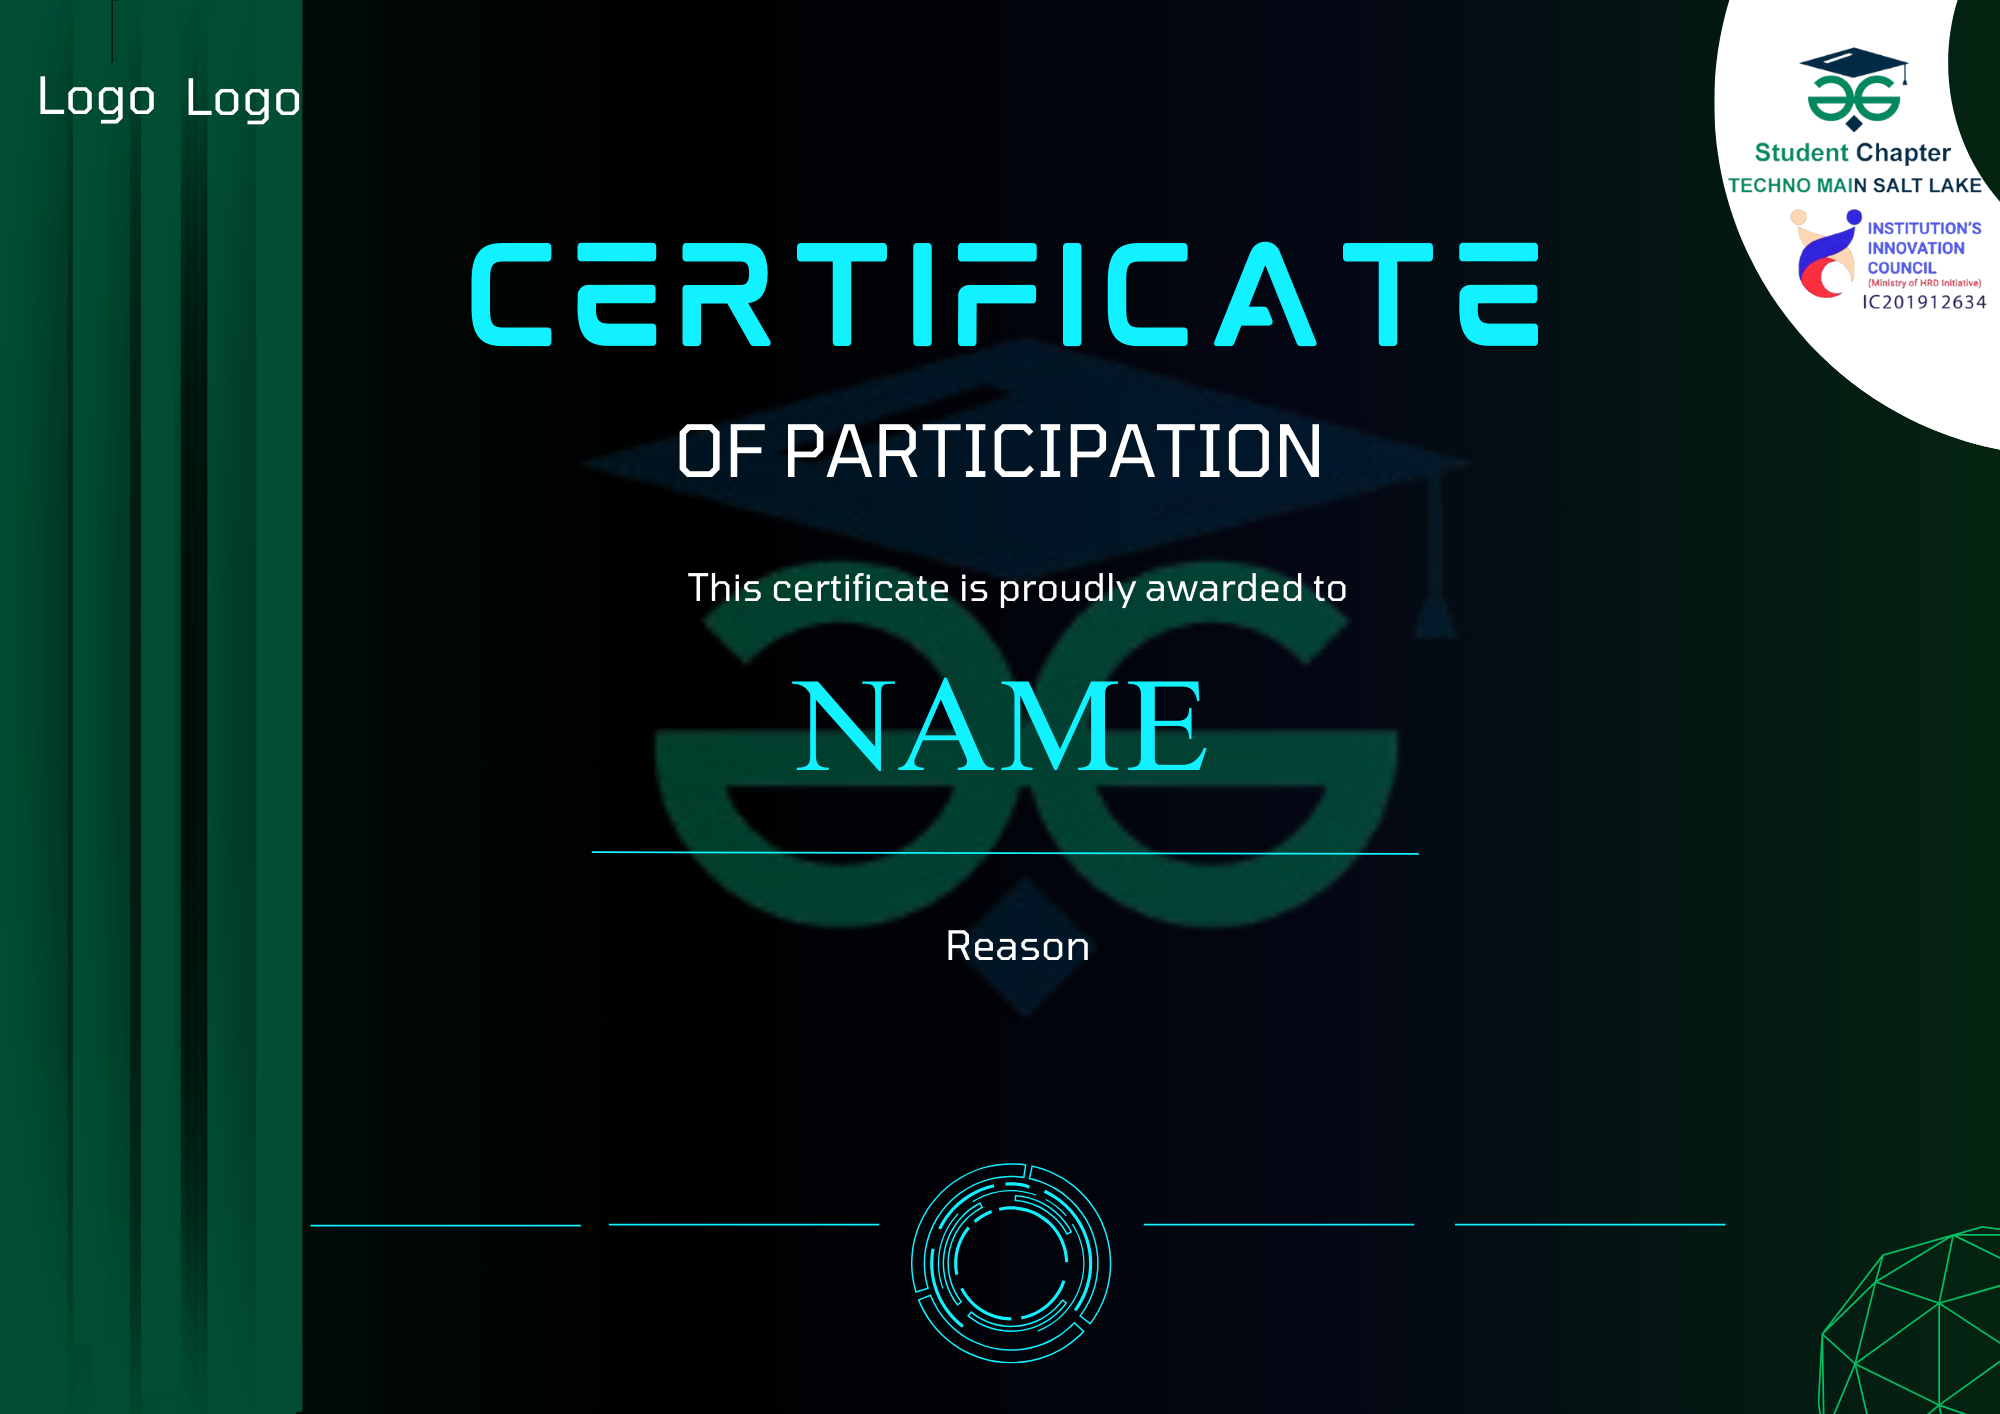 Logo Logo
Student Chapter
TECHNO MAIN SALT LAKE
INSTITUTION'S
INNOVATION
COUNCIL
(Ministry of HRD Initiative)
IC201912634
CERTIFICATE
OF PARTICIPATION
This certificate is proudly awarded to
NAME
Reason